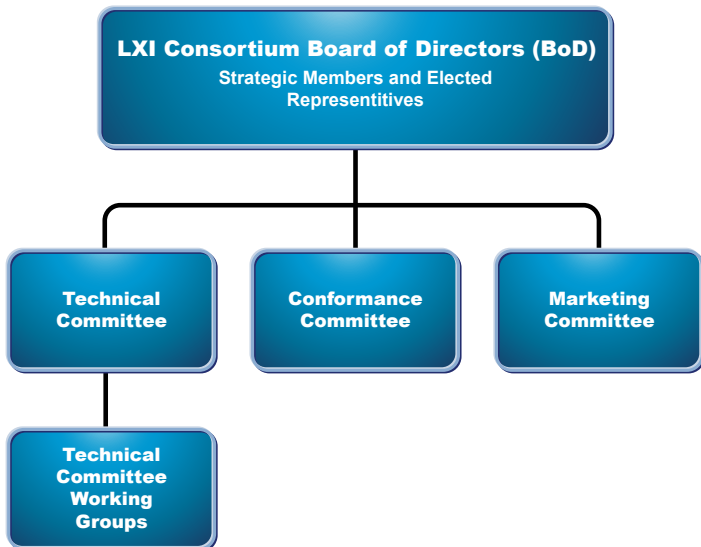 LXI Consortium Board of Directors (BoD)
Strategic Members and Elected
Representitives
Technical
Committee
Conformance
Committee
Marketing
Committee
Technical
Committee
Working
Groups